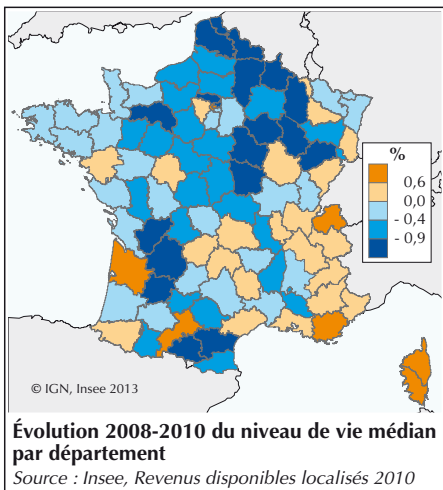 %
0,6
0,0
- 0,4
- 0,9
© IGN, Insee 2013
Évolution 2008-2010 du niveau de vie médian
par département
Source : Insee, Revenus disponibles localisés 2010